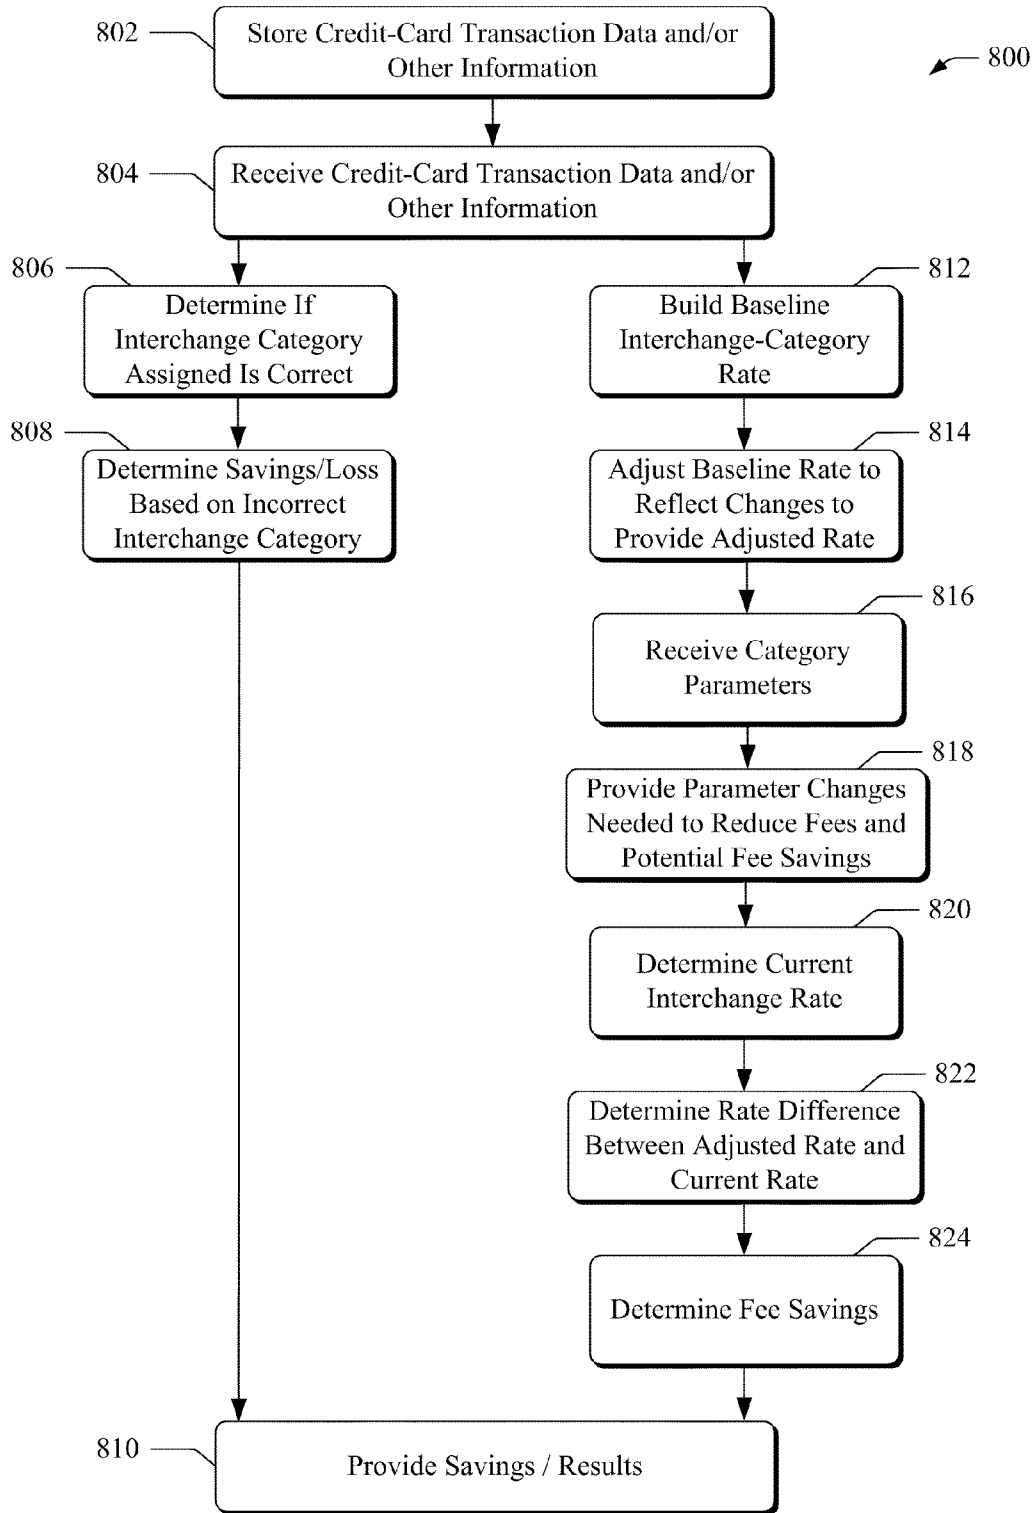 802
Store Credit-Card Transaction Data and/or
Other Information
800
804
Receive Credit-Card Transaction Data and/or
Other Information
806
Determine If
Interchange Category
Assigned Is Correct
808
Determine Savings/Loss
Based on Incorrect
Interchange Category
812
Build Baseline
Interchange-Category
Rate
814
Adjust Baseline Rate to
Reflect Changes to
Provide Adjusted Rate
816
Receive Category
Parameters
818
Provide Parameter Changes
Needed to Reduce Fees and
Potential Fee Savings
820
Determine Current
Interchange Rate
822
Determine Rate Difference
Between Adjusted Rate and
Current Rate
824
Determine Fee Savings
810
Provide Savings / Results